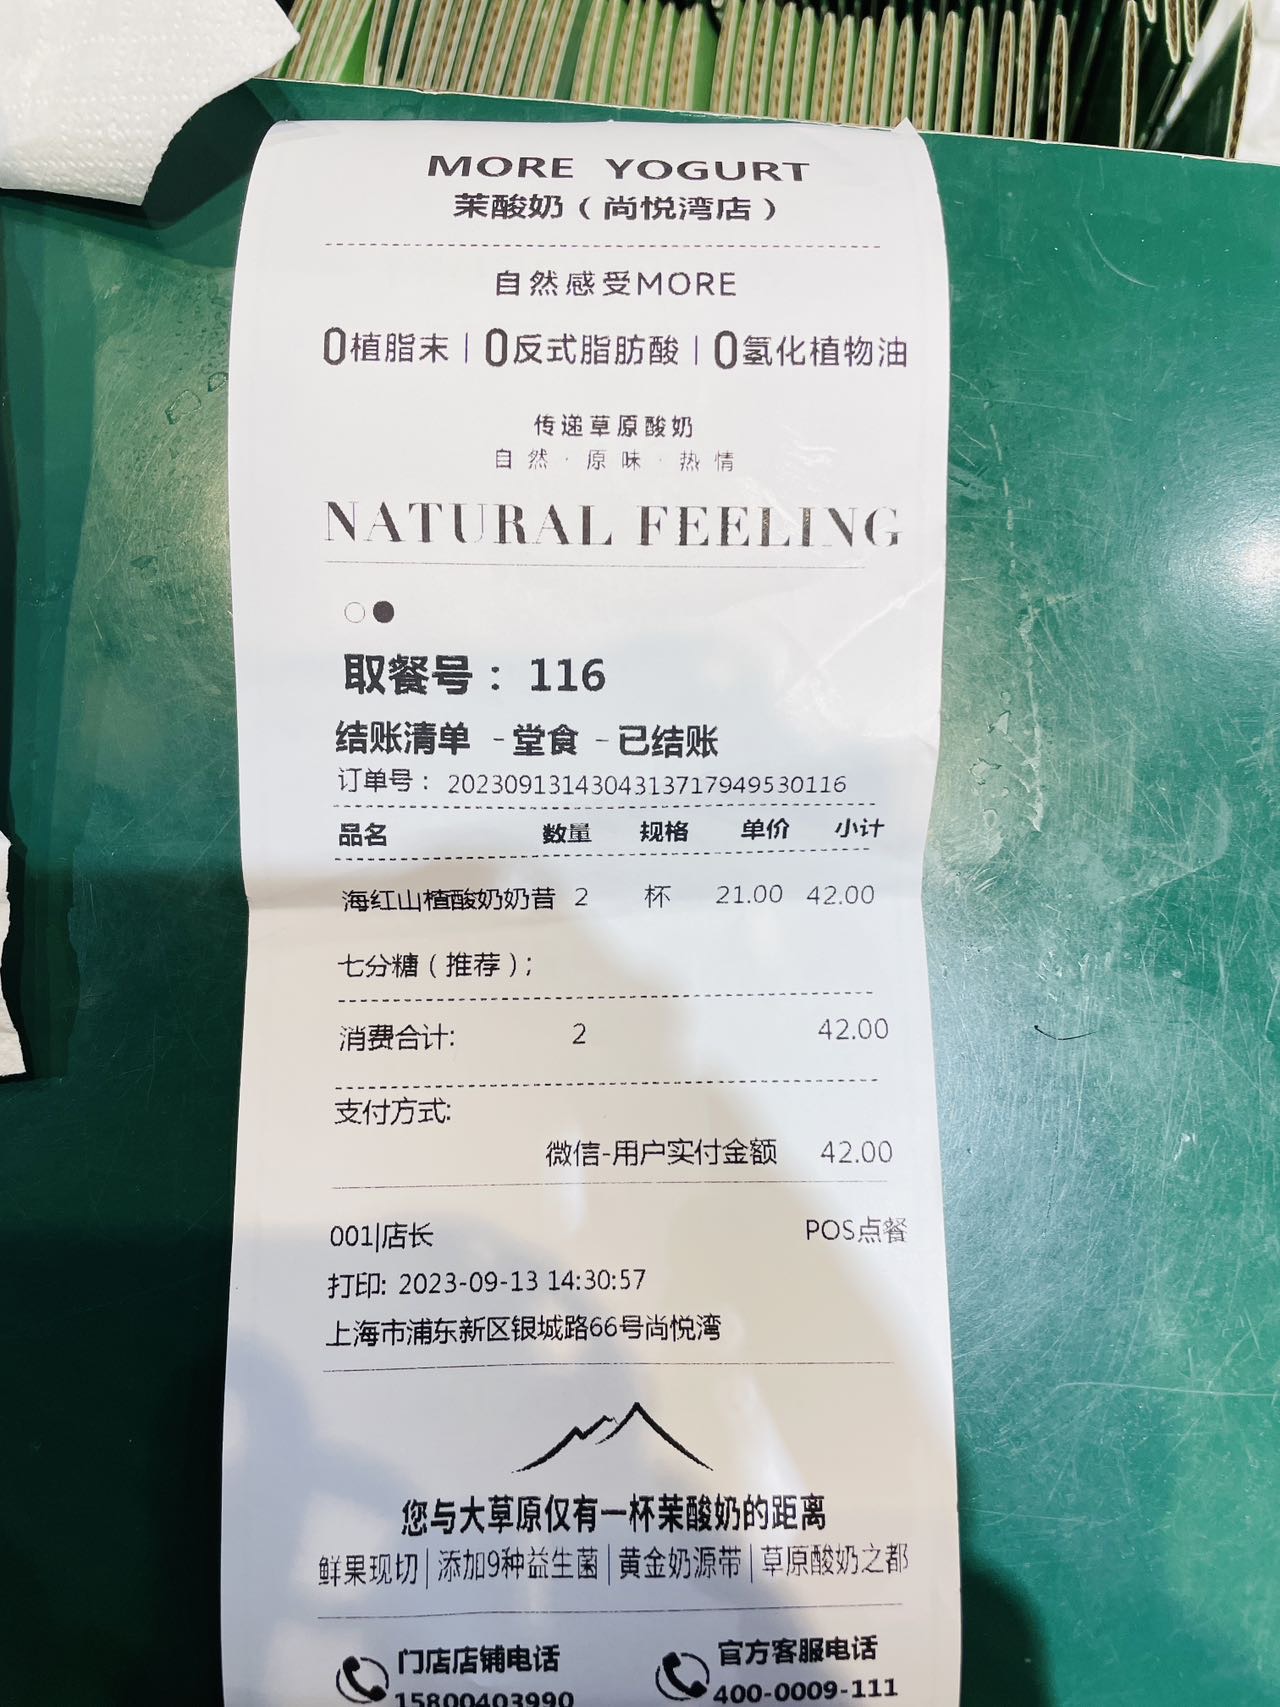 MORE YOGURT
茉酸奶（尚悦湾店）
自然感受MORE
0植脂末｜0反式脂肪酸｜0氢化植物油
传递草原酸奶
自然·原味·热情
NATURAL FEELING
取餐号：116
结账清单 -堂食 -已结账
订单号：2023091314304313717949530116
品名 数量 规格 单价 小计
海红山楂酸奶奶昔 2 杯 21.00 42.00
七分糖（推荐）;
消费合计: 2 42.00
支付方式:
微信-用户实付金额 42.00
001|店长 POS点餐
打印: 2023-09-13 14:30:57
上海市浦东新区银城路66号尚悦湾
您与大草原仅有一杯茉酸奶的距离
鲜果现切｜添加9种益生菌｜黄金奶源带｜草原酸奶之都
门店店铺电话 官方客服电话
15800403990 400-0009-111